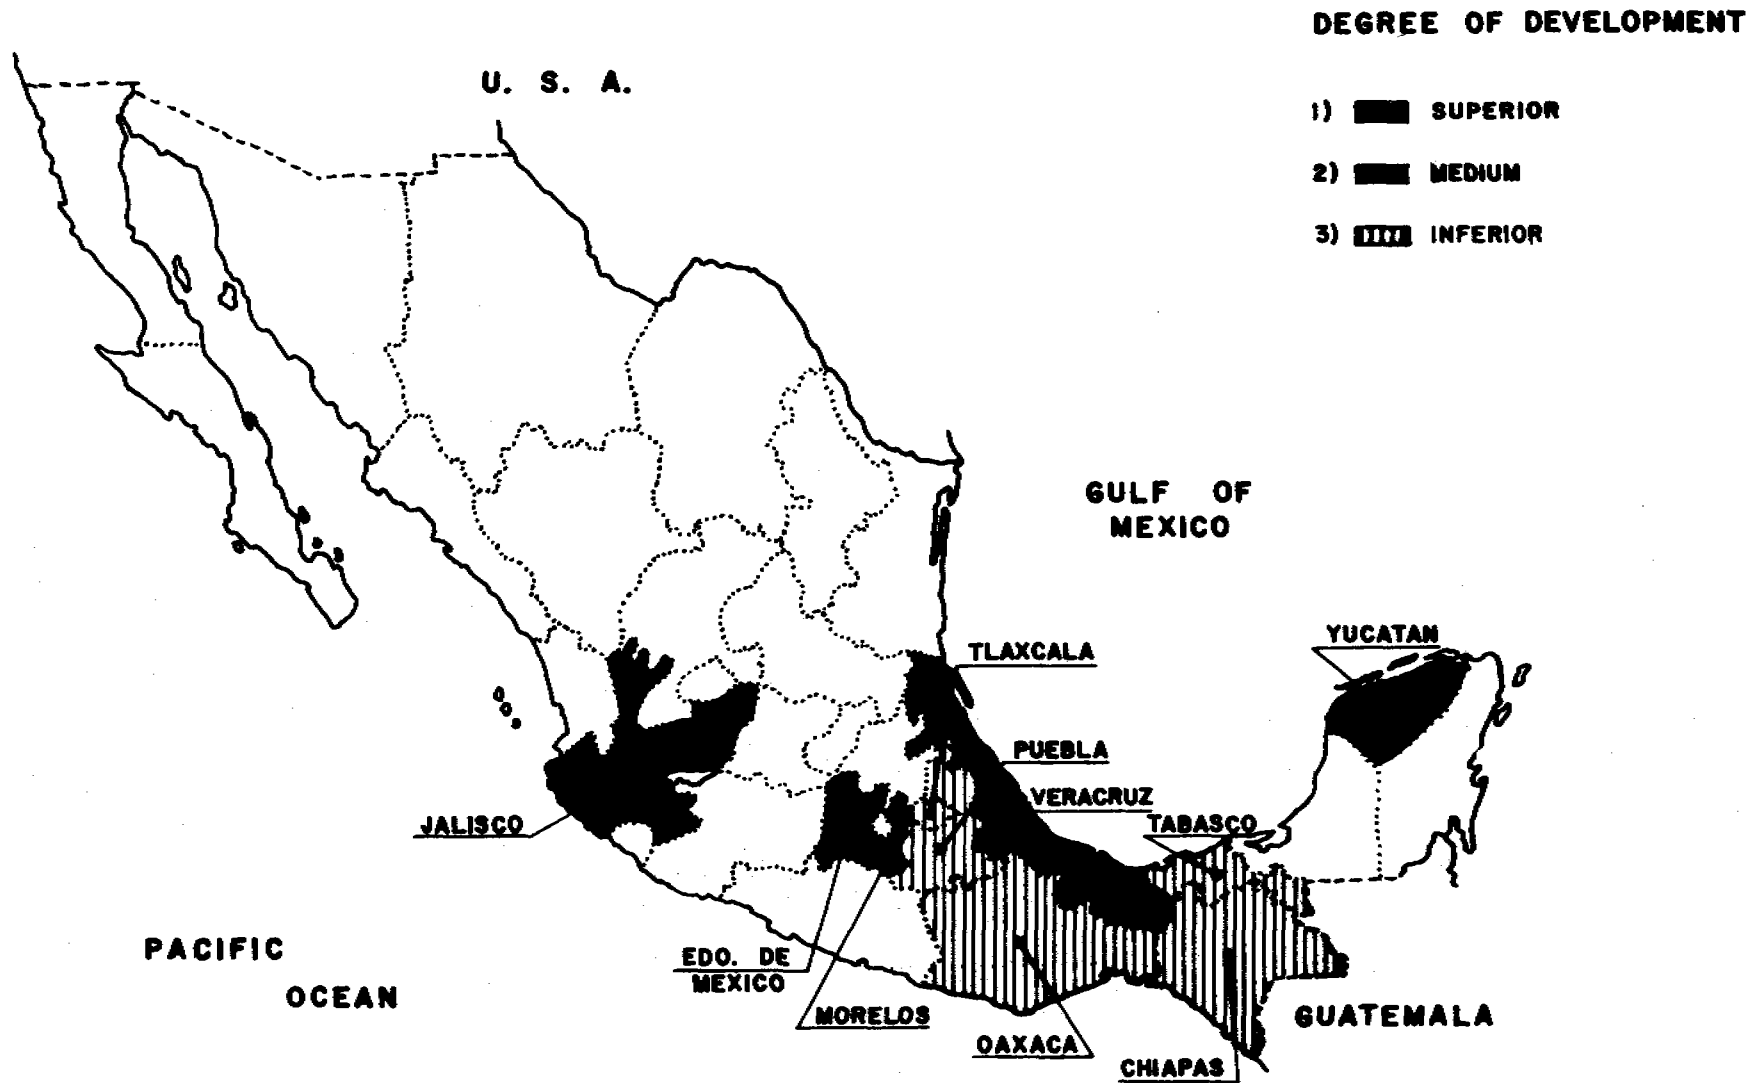 DEGREE OF DEVELOPMENT
U. S. A.
1) SUPERIOR
2) MEDIUM
3) INFERIOR
GULF OF
MEXICO
YUCATAN
TLAXCALA
PUEBLA
VERACRUZ
TABASCO
JALISCO
PACIFIC
OCEAN
EDO. DE
MEXICO
MORELOS
OAXACA
CHIAPAS
GUATEMALA